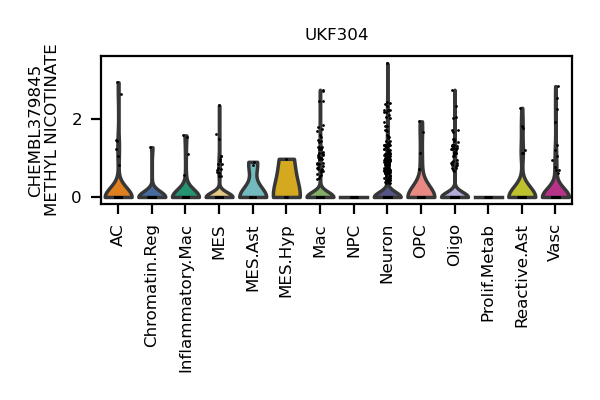 UKF304
CHEMBL379845
METHYL NICOTINATE
2
0
AC
Chromatin.Reg
Inflammatory.Mac
MES
MES.Ast
MES.Hyp
Mac
NPC
Neuron
OPC
Oligo
Prolif.Metab
Reactive.Ast
Vasc